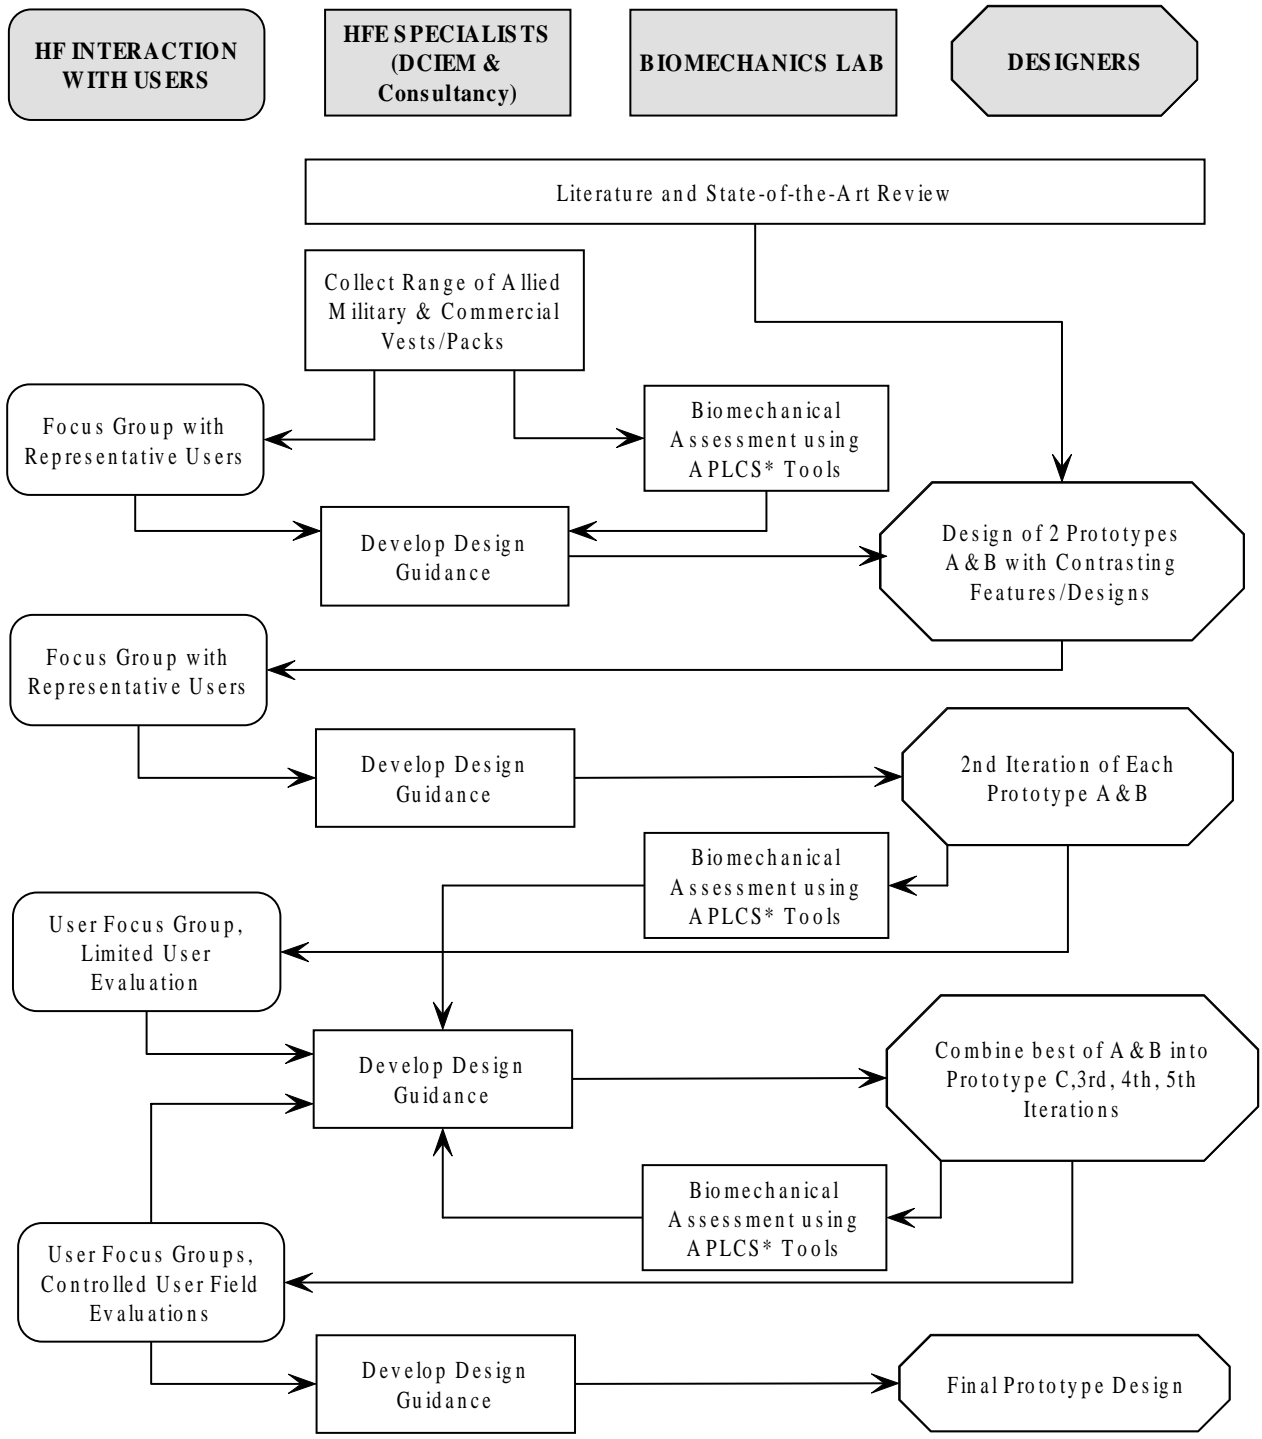 HF INTERACTION
WITH USERS
HFE SPECIALISTS
(DCIEM &
Consultancy)
BIOMECHANICS LAB
DESIGNERS
Literature and State-of-the-Art Review
Collect Range of Allied
Military & Commercial
Vests/Packs
Focus Group with
Representative Users
Biomechanical
Assessment using
APLCS* Tools
Develop Design
Guidance
Design of 2 Prototypes
A&B with Contrasting
Features/Designs
Focus Group with
Representative Users
Develop Design
Guidance
2nd Iteration of Each
Prototype A&B
Biomechanical
Assessment using
APLCS* Tools
User Focus Group,
Limited User
Evaluation
Develop Design
Guidance
Combine best of A&B into
Prototype C,3rd, 4th, 5th
Iterations
Biomechanical
Assessment using
APLCS* Tools
User Focus Groups,
Controlled User Field
Evaluations
Develop Design
Guidance
Final Prototype Design